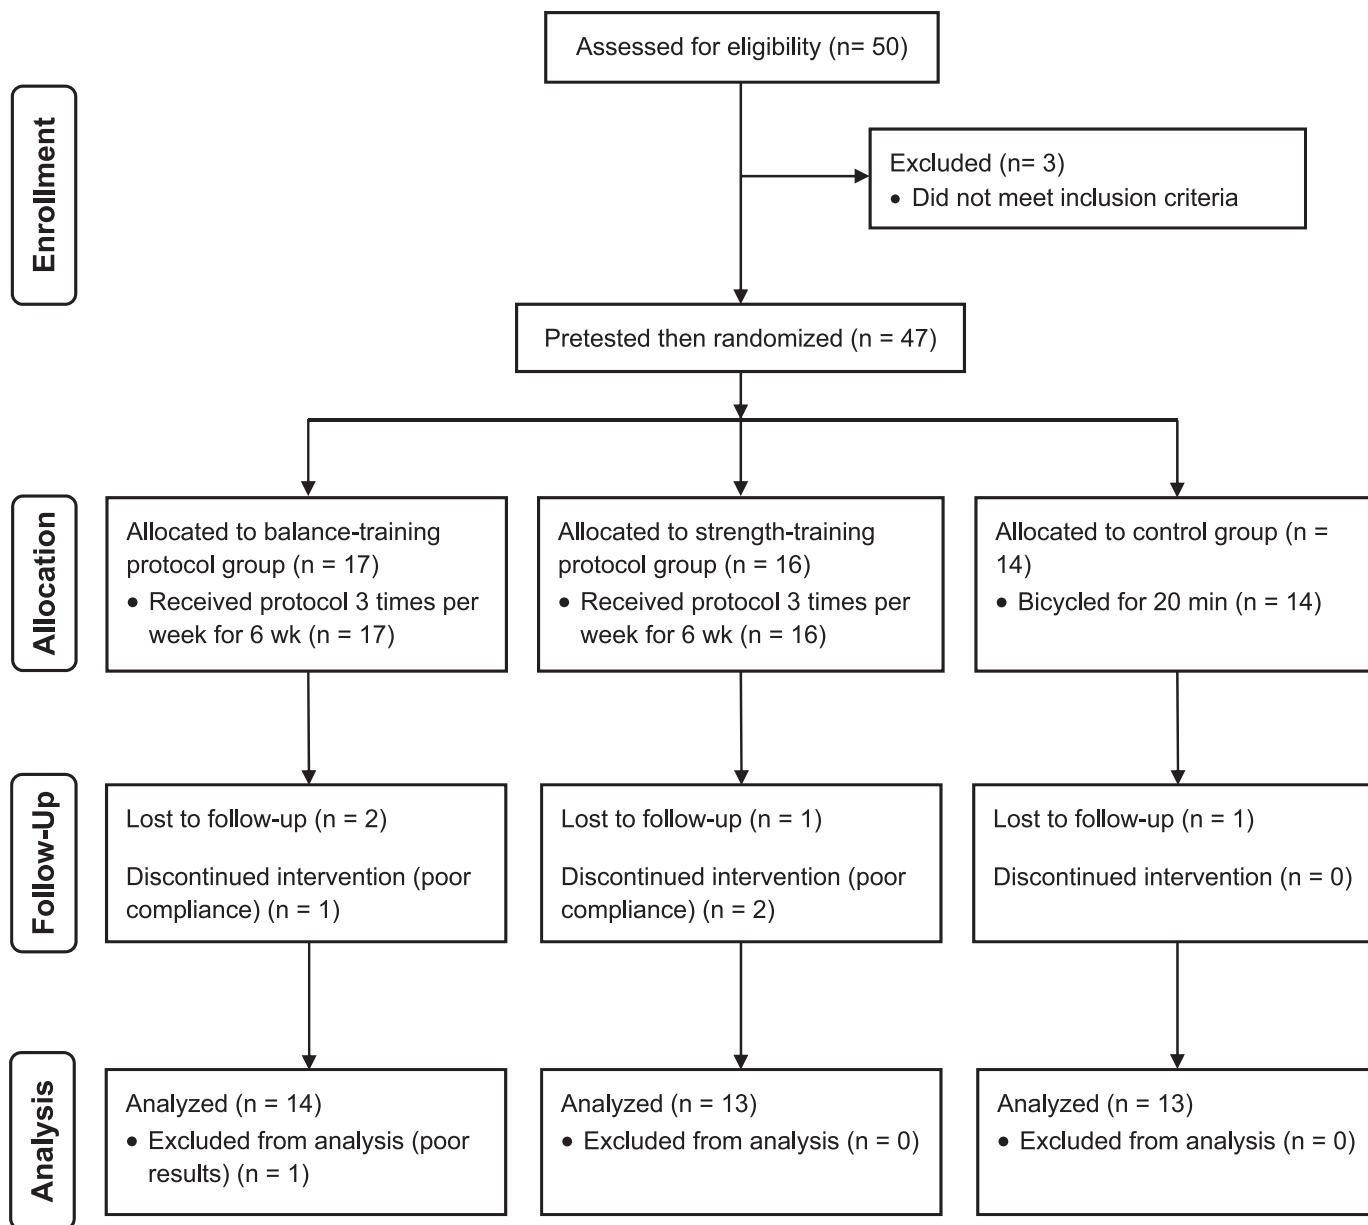 Enrollment
Assessed for eligibility (n= 50)
Excluded (n= 3)
• Did not meet inclusion criteria
Pretested then randomized (n = 47)
Allocation
Allocated to balance-training
protocol group (n = 17)
• Received protocol 3 times per
week for 6 wk (n = 17)
Allocated to strength-training
protocol group (n = 16)
• Received protocol 3 times per
week for 6 wk (n = 16)
Allocated to control group (n =
14)
• Bicycled for 20 min (n = 14)
Follow-Up
Lost to follow-up (n = 2)
Discontinued intervention (poor
compliance) (n = 1)
Lost to follow-up (n = 1)
Discontinued intervention (poor
compliance) (n = 2)
Lost to follow-up (n = 1)
Discontinued intervention (n = 0)
Analysis
Analyzed (n = 14)
• Excluded from analysis (poor
results) (n = 1)
Analyzed (n = 13)
• Excluded from analysis (n = 0)
Analyzed (n = 13)
• Excluded from analysis (n = 0)